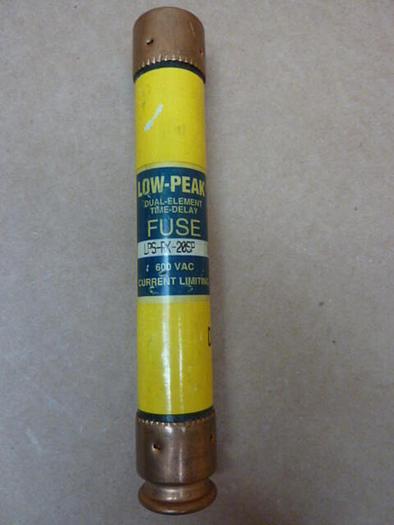 LOW-PEAK
DUAL-ELEMENT
TIME-DELAY
FUSE
LPS-RK-20SP
600 VAC
CURRENT LIMITING